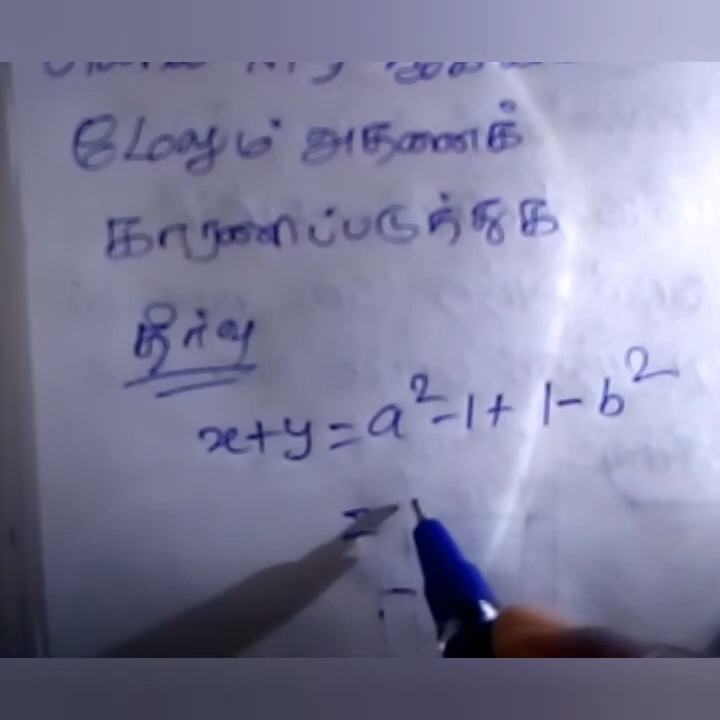 மேலும் அதனைக்
காரணப்படுத்துக
தீர்வு
x+y = a²-1+1-b²
=